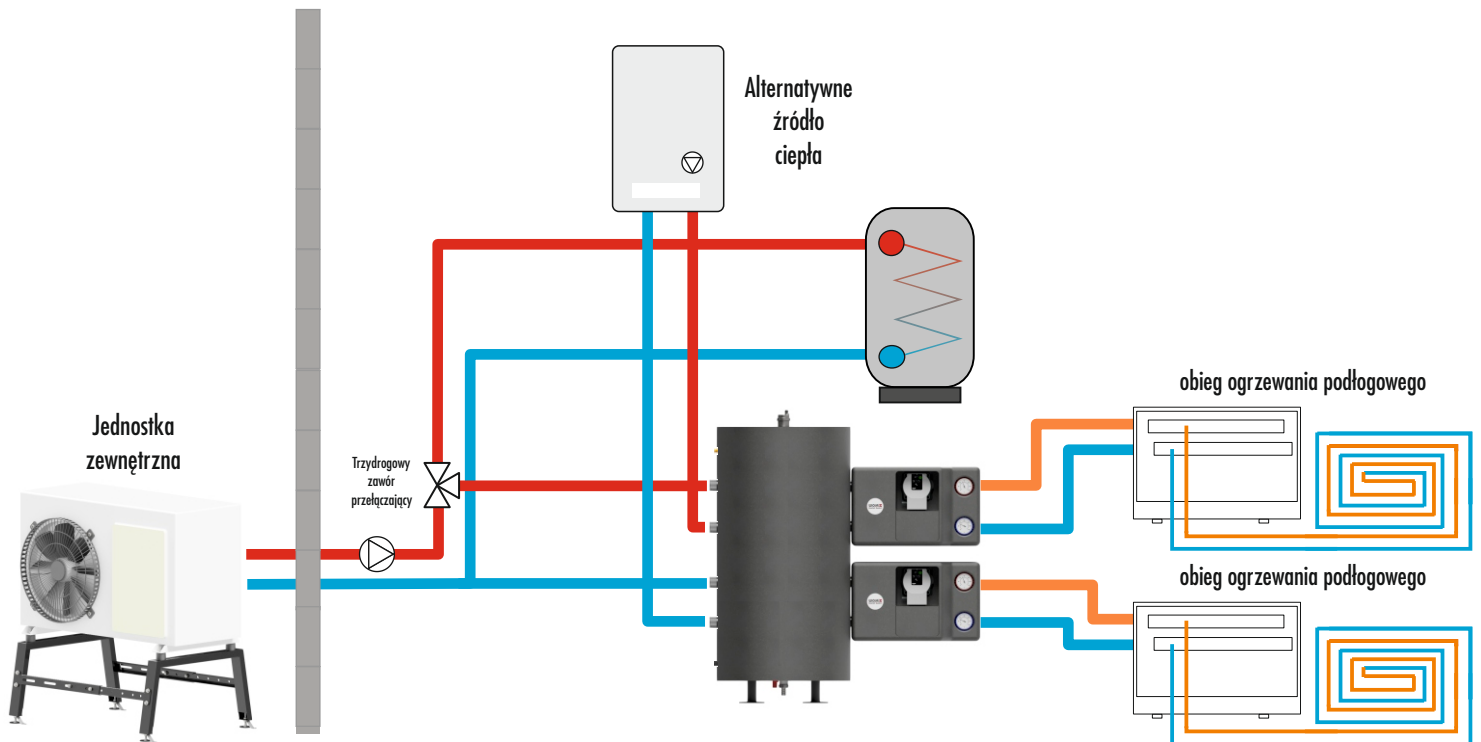 Alternatywne
źródło
ciepła
obieg ogrzewania podłogowego
Jednostka
zewnętrzna
Trzydrogowy
zawór
przełączający
obieg ogrzewania podłogowego